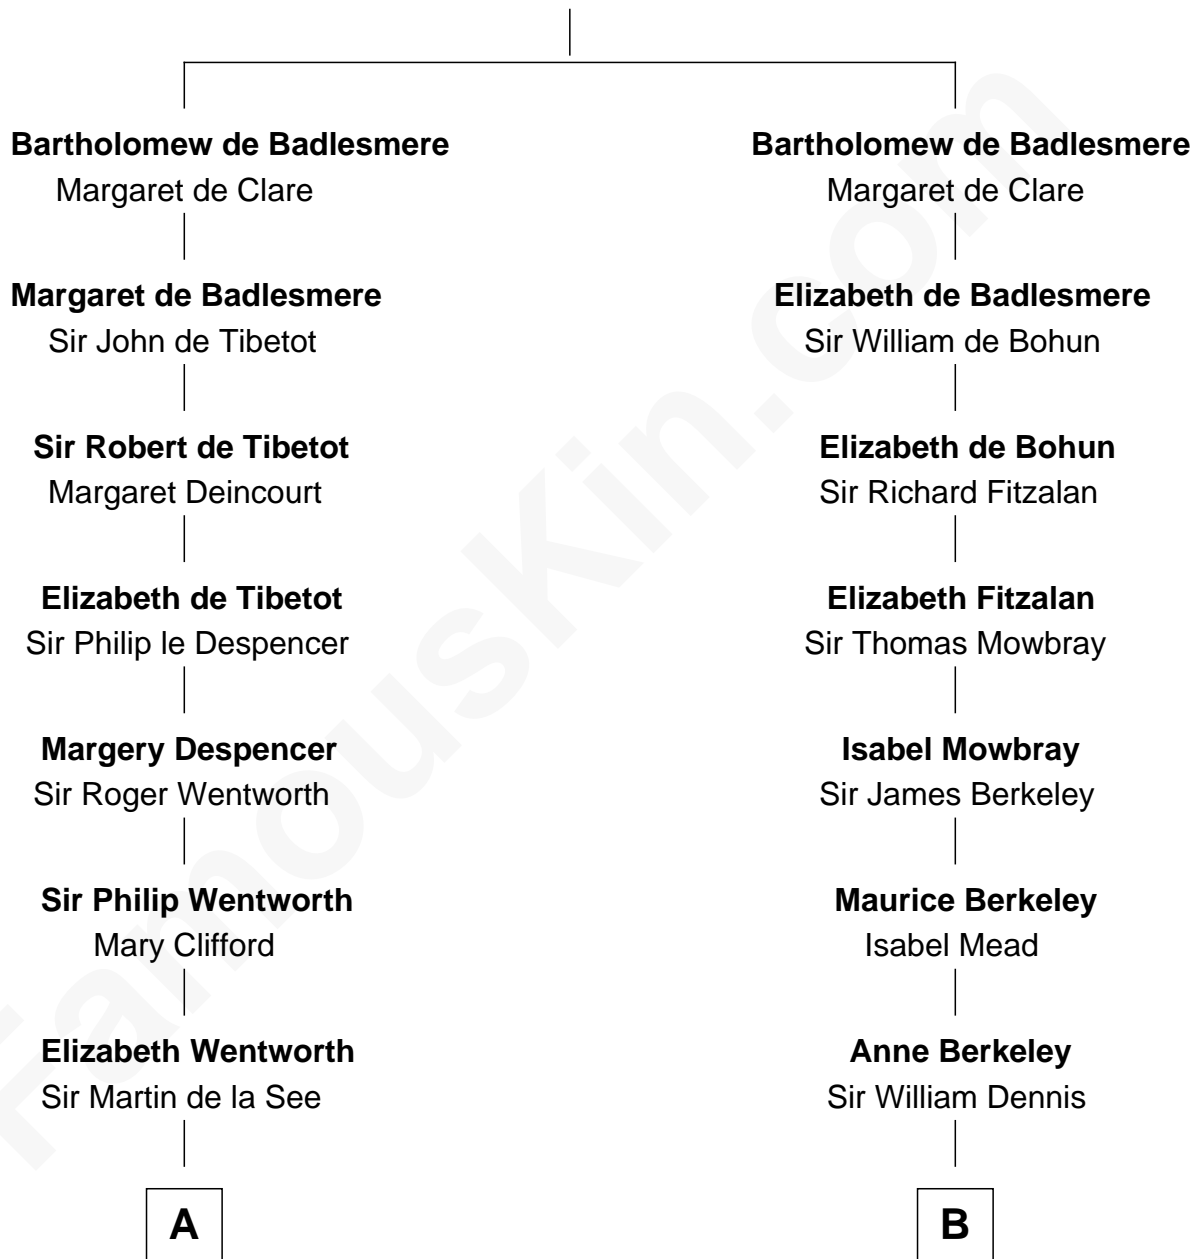 Bartholomew de Badlesmere
Margaret de Clare
Margaret de Badlesmere
Sir John de Tibetot
Sir Robert de Tibetot
Margaret Deincourt
Elizabeth de Tibetot
Sir Philip le Despencer
Margery Despencer
Sir Roger Wentworth
Sir Philip Wentworth
Mary Clifford
Elizabeth Wentworth
Sir Martin de la See
A
Bartholomew de Badlesmere
Margaret de Clare
Elizabeth de Badlesmere
Sir William de Bohun
Elizabeth de Bohun
Sir Richard Fitzalan
Elizabeth Fitzalan
Sir Thomas Mowbray
Isabel Mowbray
Sir James Berkeley
Maurice Berkeley
Isabel Mead
Anne Berkeley
Sir William Dennis
B
FamousKin.com